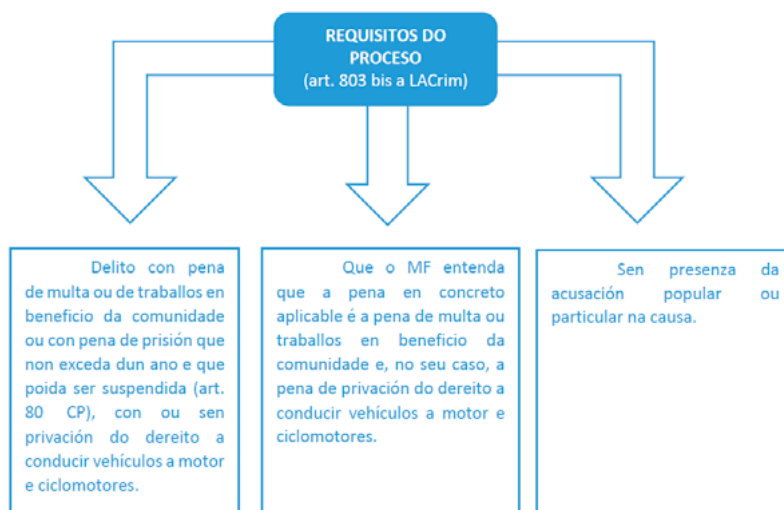 REQUISITOS DO
PROCESO
(art. 803 bis a LACrim)
Delito con pena
de multa ou de traballos en
beneficio da comunidade
ou con pena de prisión que
non exceda dun ano e que
poida ser suspendida (art.
80 CP), con ou sen
privación do dereito a
conducir vehículos a motor
e ciclomotores.
Que o MF entenda
que a pena en concreto
aplicable é a pena de multa ou
traballos en beneficio da
comunidade e, no seu caso, a
pena de privación do dereito a
conducir vehículos a motor e
ciclomotores.
Sen presenza da
acusación popular ou
particular na causa.